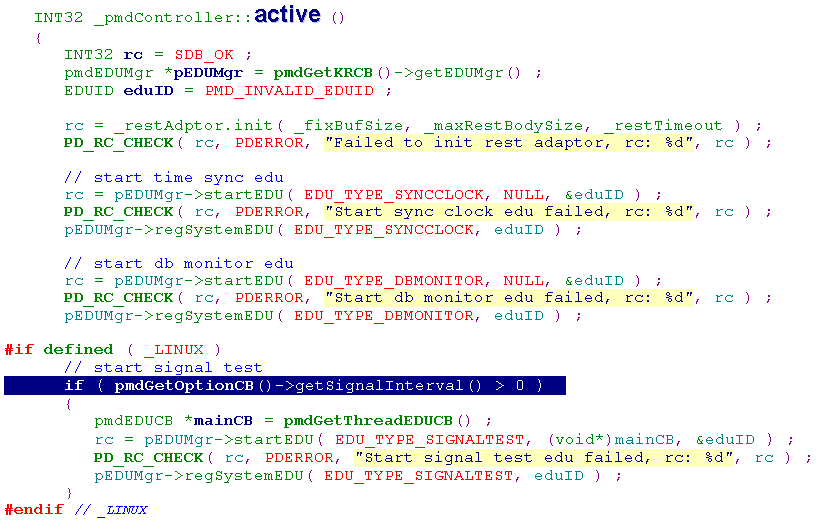 INT32 _pmdController::active ()
{
INT32 rc = SDB_OK ;
pmdEDUMgr *pEDUMgr = pmdGetKRCB()->getEDUMgr() ;
EDUID eduID = PMD_INVALID_EDUID ;
rc = _restAdptor.init( _fixBufSize, _maxRestBodySize, _restTimeout ) ;
PD_RC_CHECK( rc, PDERROR, "Failed to init rest adaptor, rc: %d", rc ) ;
// start time sync edu
rc = pEDUMgr->startEDU( EDU_TYPE_SYNCCLOCK, NULL, &eduID ) ;
PD_RC_CHECK( rc, PDERROR, "Start sync clock edu failed, rc: %d", rc ) ;
pEDUMgr->regSystemEDU( EDU_TYPE_SYNCCLOCK, eduID ) ;
// start db monitor edu
rc = pEDUMgr->startEDU( EDU_TYPE_DBMONITOR, NULL, &eduID ) ;
PD_RC_CHECK( rc, PDERROR, "Start db monitor edu failed, rc: %d", rc ) ;
pEDUMgr->regSystemEDU( EDU_TYPE_DBMONITOR, eduID ) ;
#if defined ( _LINUX )
// start signal test
if ( pmdGetOptionCB()->getSignalInterval() > 0 )
{
pmdEDUCB *mainCB = pmdGetThreadEDUCB() ;
rc = pEDUMgr->startEDU( EDU_TYPE_SIGNALTEST, (void*)mainCB, &eduID ) ;
PD_RC_CHECK( rc, PDERROR, "Start signal test edu failed, rc: %d", rc ) ;
pEDUMgr->regSystemEDU( EDU_TYPE_SIGNALTEST, eduID ) ;
}
#endif // _LINUX